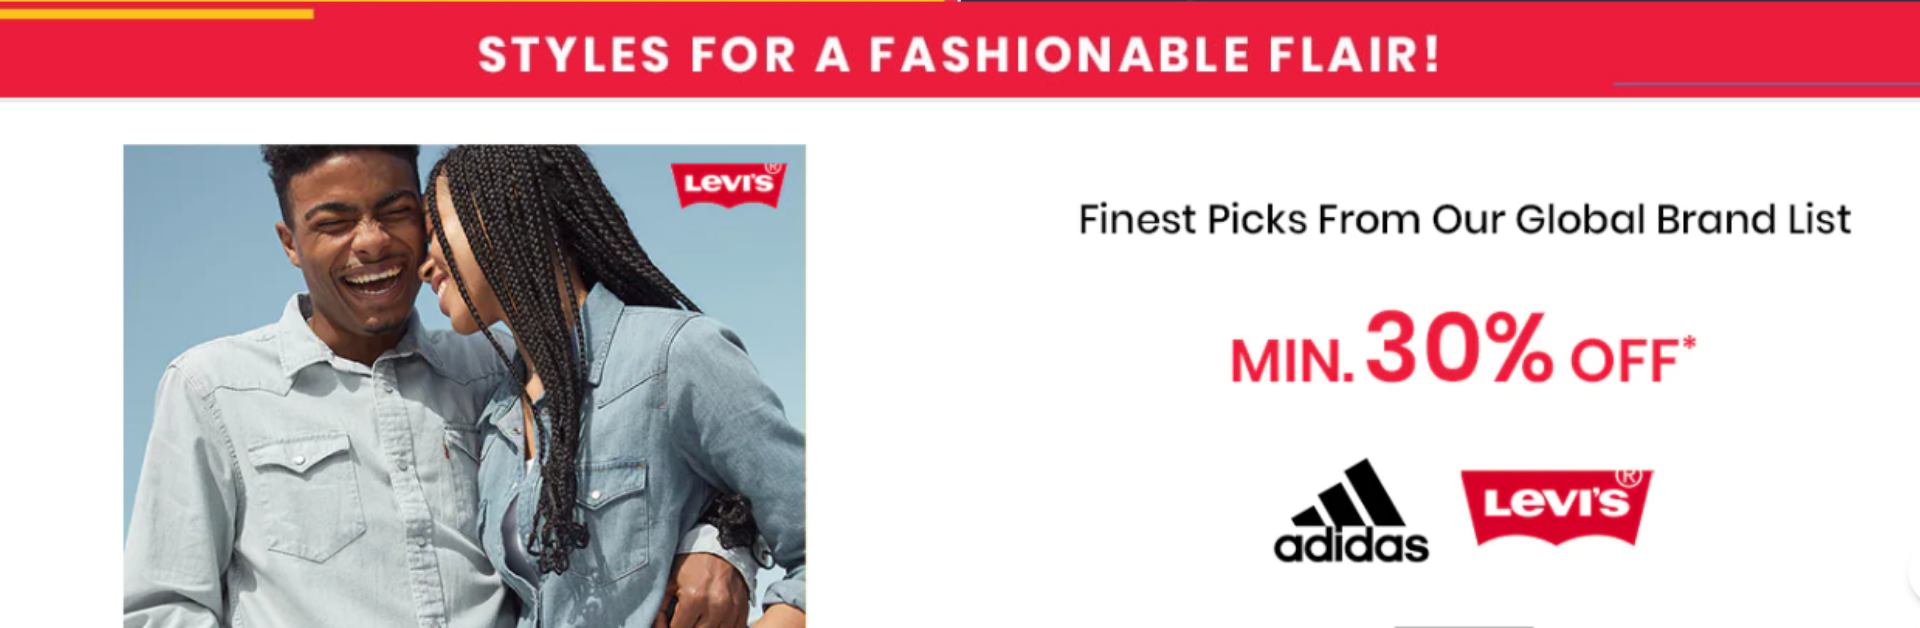 STYLES FOR A FASHIONABLE FLAIR!
LEVI'S®
Finest Picks From Our Global Brand List
MIN. 30% OFF*
adidas LEVI'S®